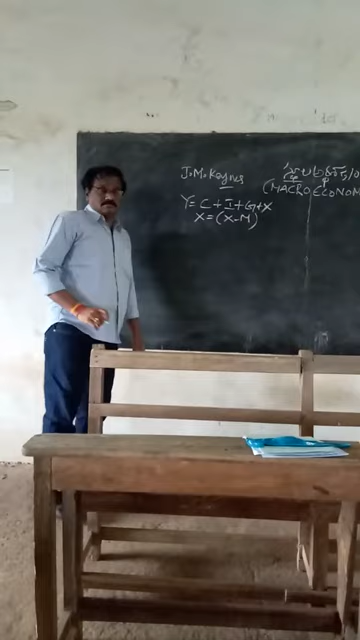 J.M. Keynes
(MACRO ECONOM
Y= C+I+G+X
X=(X-M)